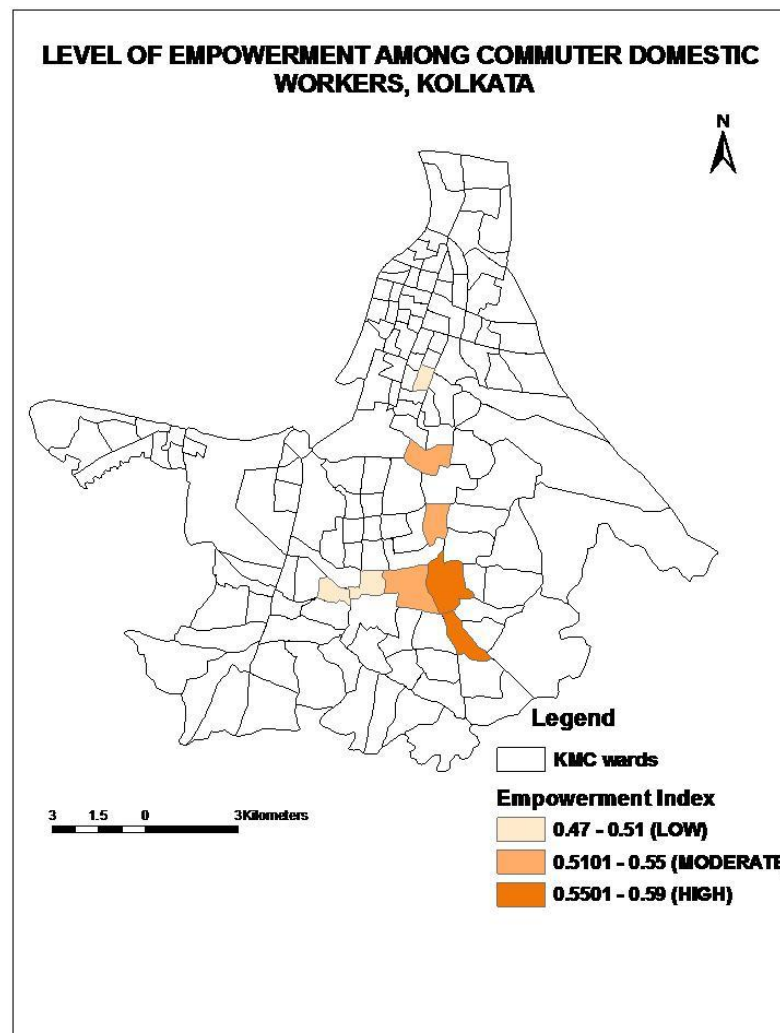 LEVEL OF EMPOWERMENT AMONG COMMUTER DOMESTIC
WORKERS, KOLKATA
N
Legend
KMC wards
Empowerment Index
0.47 - 0.51 (LOW)
0.5101 - 0.55 (MODERATE
0.5501 - 0.59 (HIGH)
3 1.5 0 3Kilometers